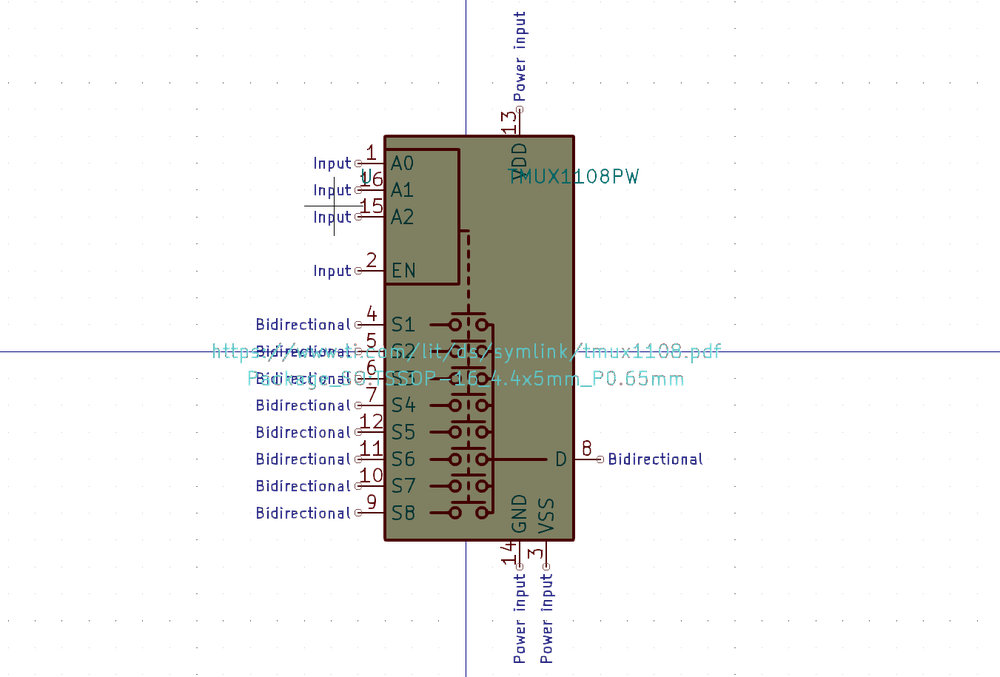 Power input
13
VDD
Input 1 A0
U TMUX1108PW
Input 16 A1
Input 15 A2
Input 2 EN
Bidirectional 4 S1
Bidirectional 5 S2
https://www.ti.com/lit/ds/symlink/tmux1108.pdf
Bidirectional 6 S3
Package_SO:TSSOP-16_4.4x5mm_P0.65mm
Bidirectional 7 S4
Bidirectional 12 S5
Bidirectional 11 S6
D 8 Bidirectional
Bidirectional 10 S7
Bidirectional 9 S8
GND
VSS
14
3
Power input
Power input